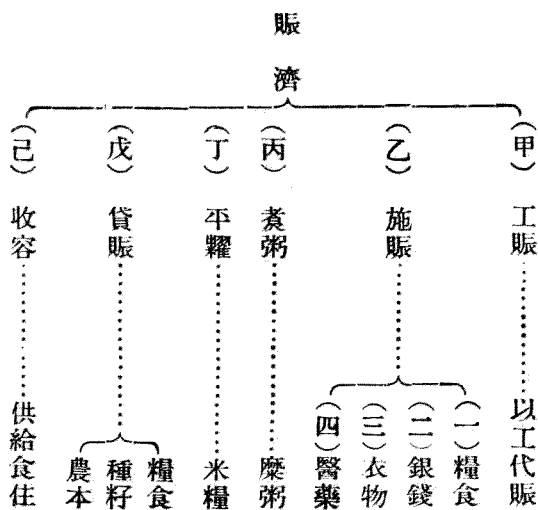 賑濟
(甲) 工賑……以工代賑
(乙) 施賑……
(一) 糧食
(二) 銀錢
(三) 衣物
(四) 醫藥
(丙) 煮粥……糜粥
(丁) 平糶……米糧
(戊) 貸賑……
糧食
種籽
農本
(己) 收容……供給食住